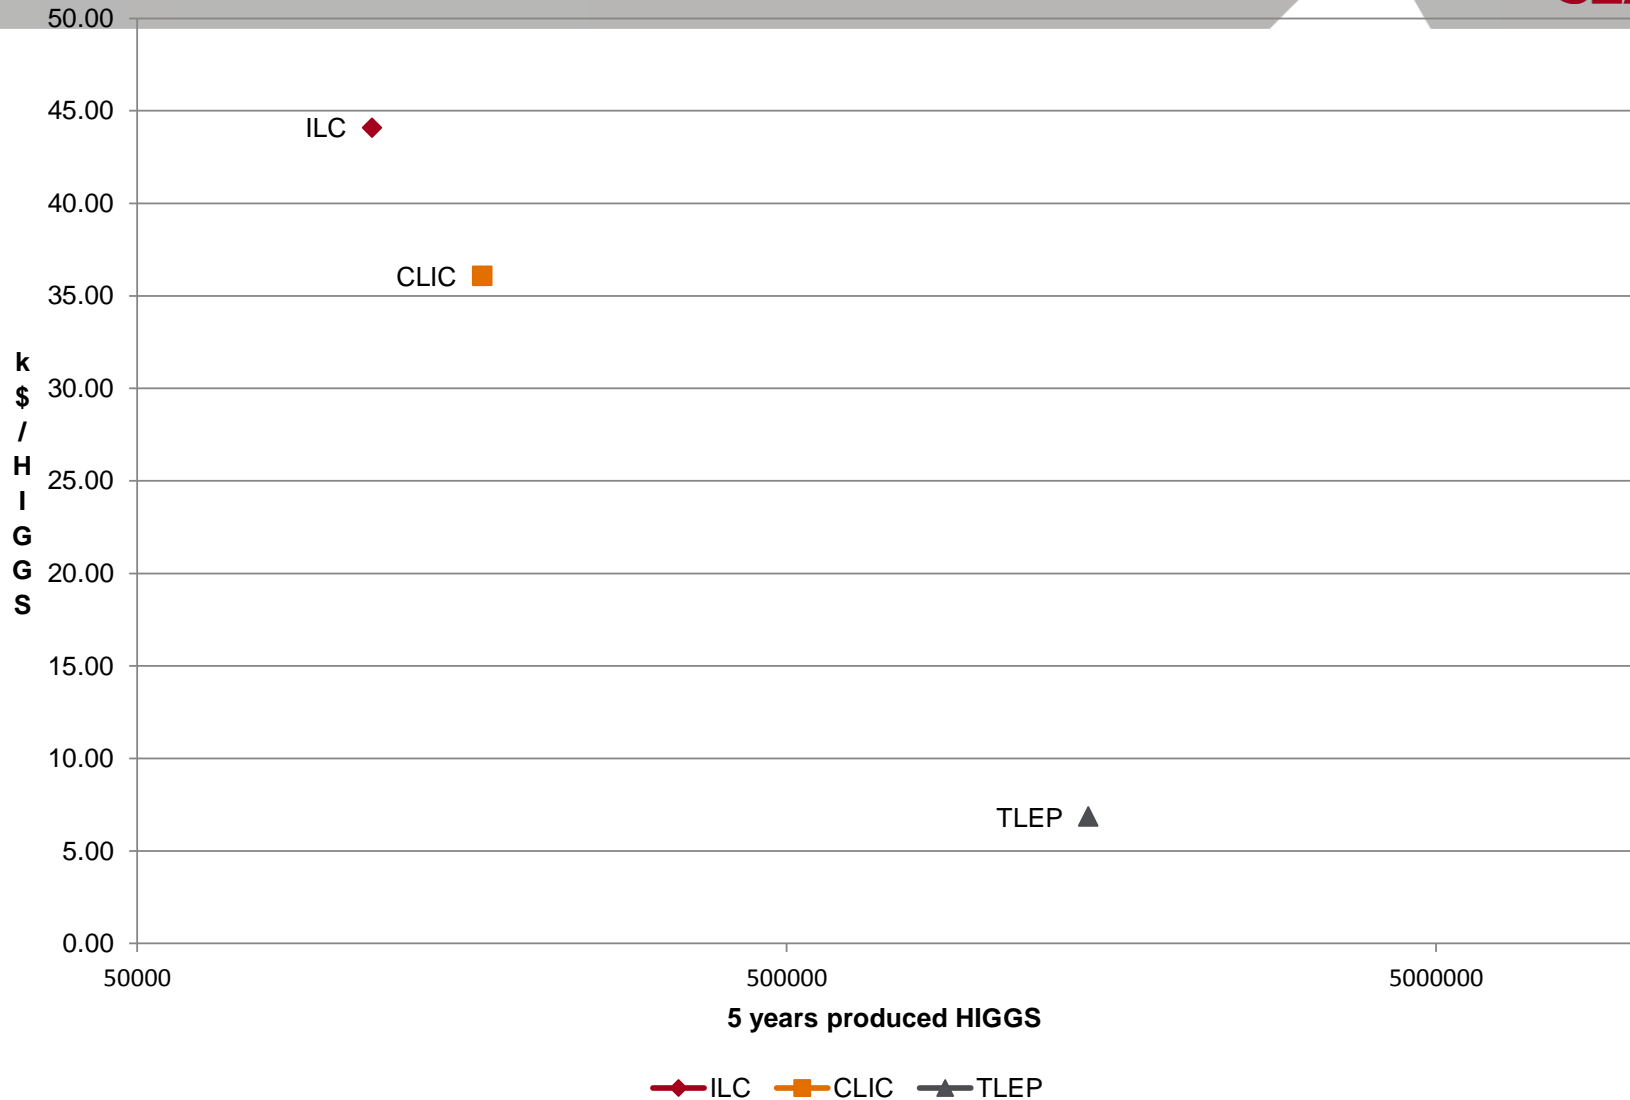 50.00
45.00
ILC
40.00
CLIC
35.00
30.00
25.00
20.00
15.00
10.00
TLEP
5.00
0.00
k
$
/
H
I
G
G
S
50000 500000 5000000
5 years produced HIGGS
ILC CLIC TLEP